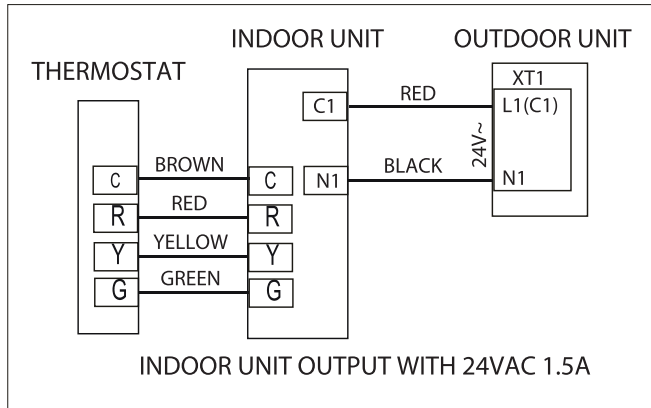 INDOOR UNIT
OUTDOOR UNIT
THERMOSTAT
XT1
C1
RED
L1(C1)
24V~
C
BROWN
C
N1
BLACK
N1
R
RED
R
Y
YELLOW
Y
G
GREEN
G
INDOOR UNIT OUTPUT WITH 24VAC 1.5A